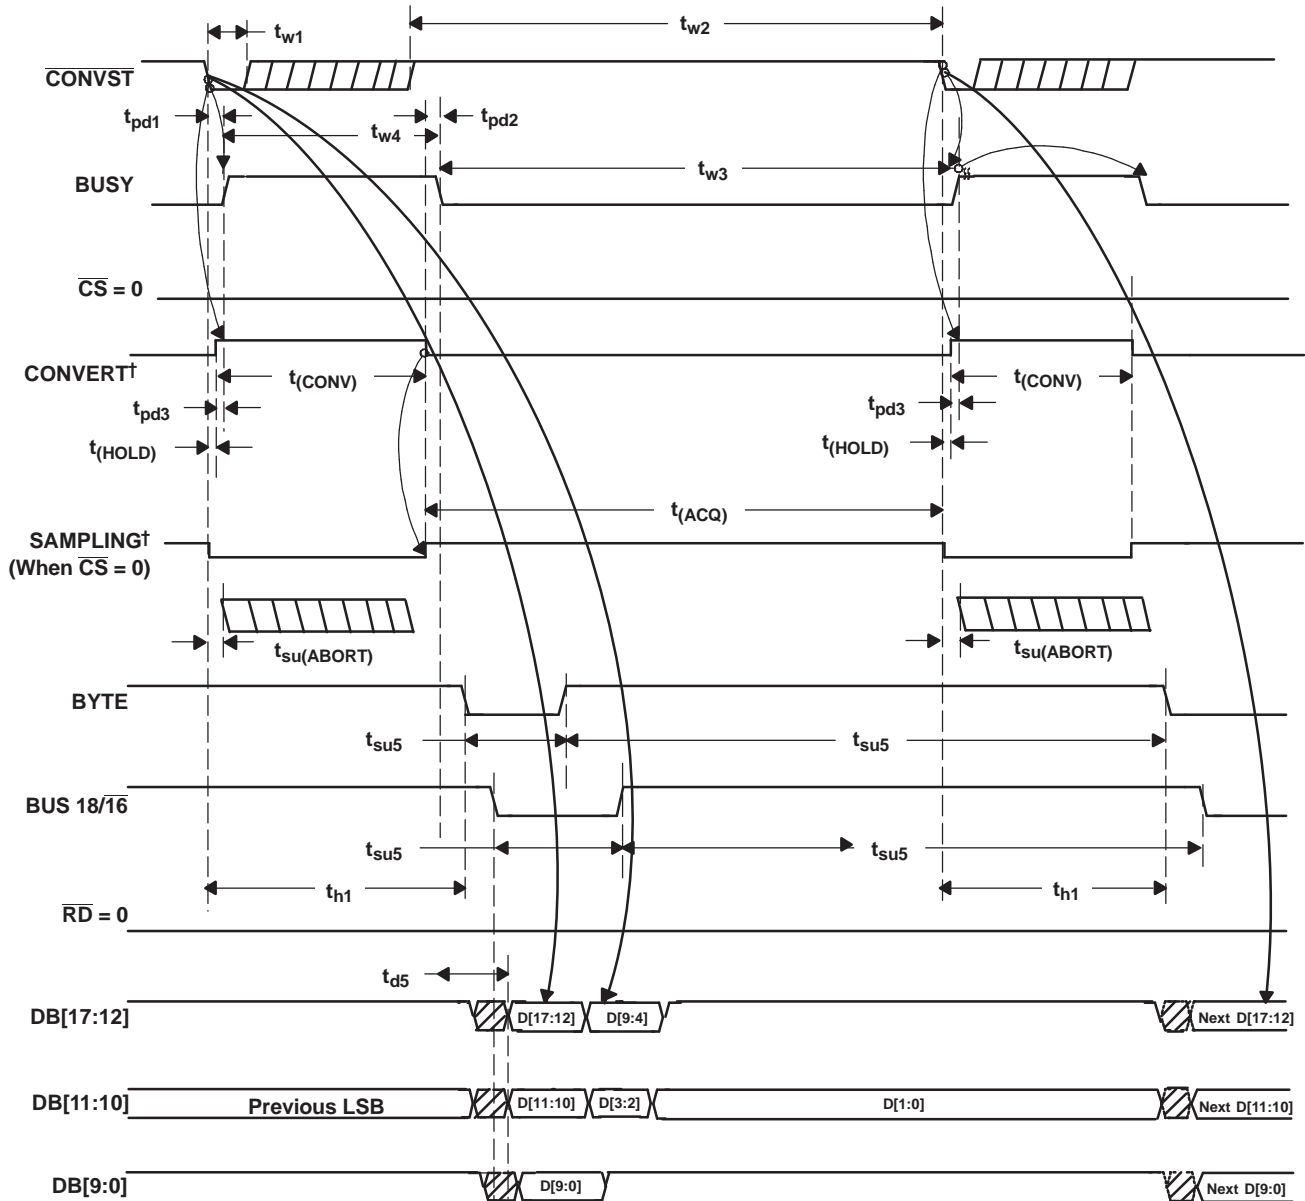 tw1
tw2
CONVST
tpd1
tw4
tpd2
tw3
BUSY
CS = 0
CONVERT†
t(CONV)
t(CONV)
tpd3
tpd3
t(HOLD)
t(HOLD)
t(ACQ)
SAMPLING†
(When CS = 0)
tsu(ABORT)
tsu(ABORT)
BYTE
tsu5
tsu5
BUS 18/16
tsu5
tsu5
th1
th1
RD = 0
td5
DB[17:12]
D[17:12]
D[9:4]
Next D[17:12]
DB[11:10]
Previous LSB
D[11:10]
D[3:2]
D[1:0]
Next D[11:10]
DB[9:0]
D[9:0]
Next D[9:0]